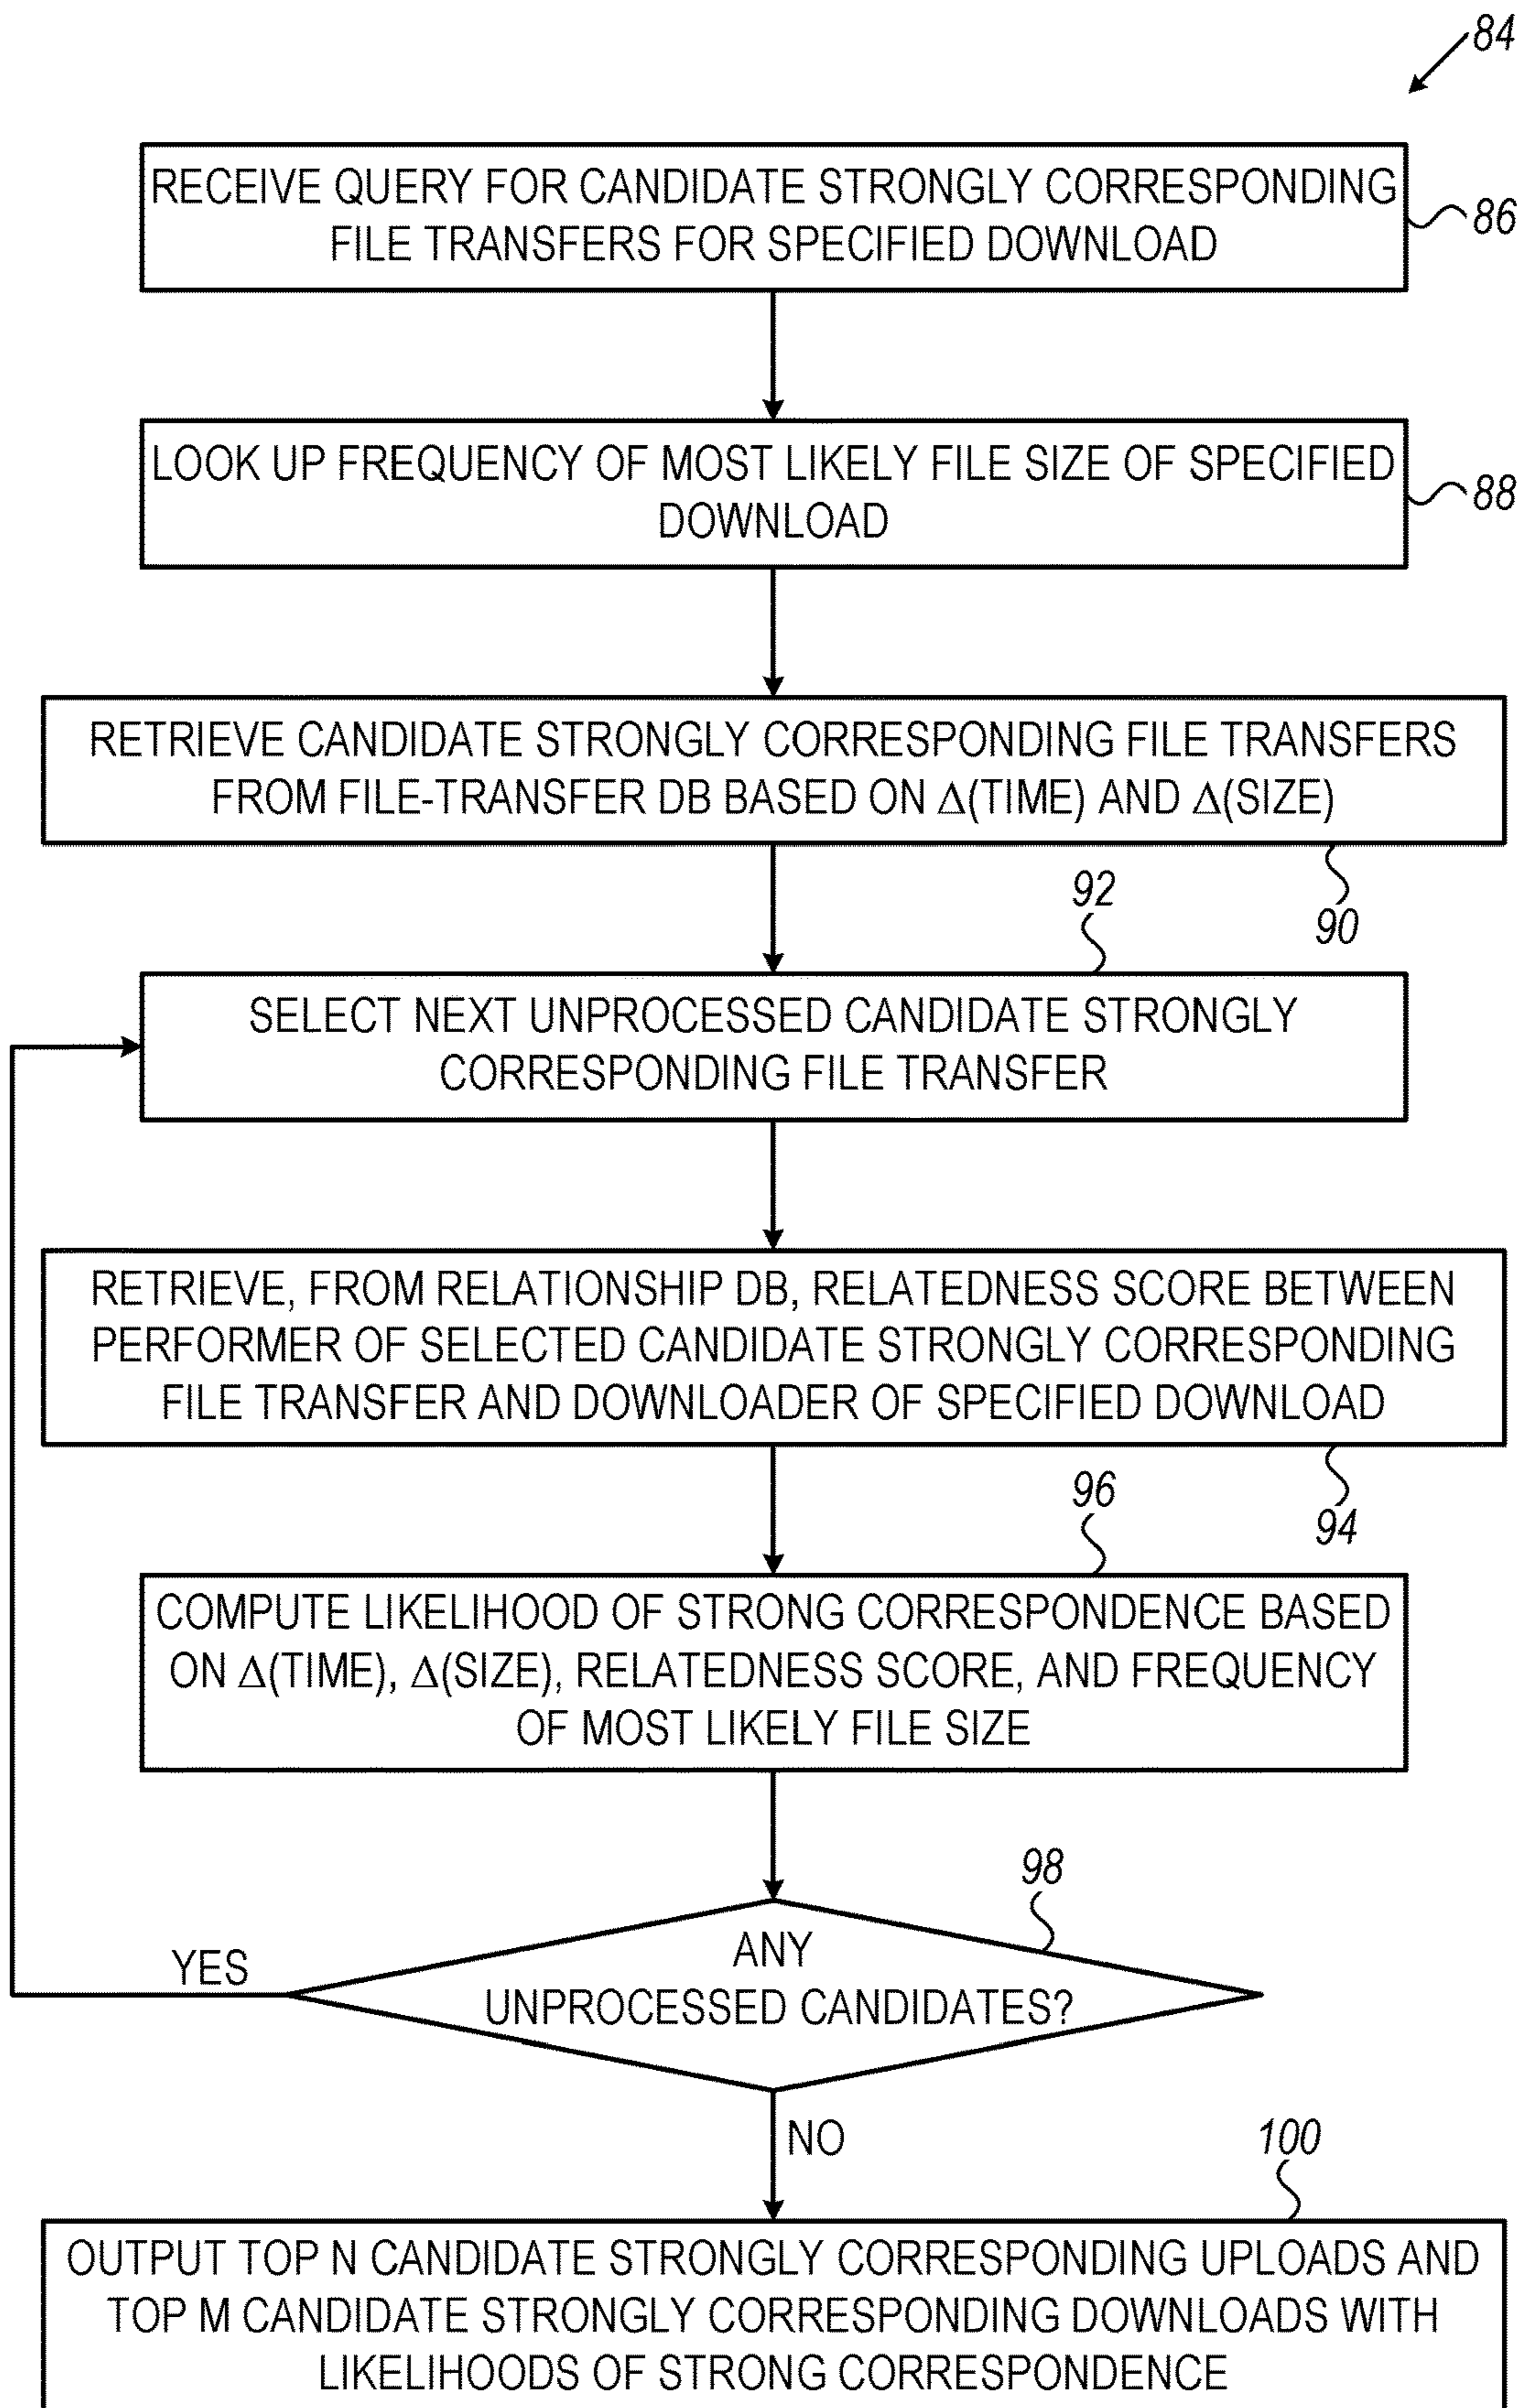 84
RECEIVE QUERY FOR CANDIDATE STRONGLY CORRESPONDING
FILE TRANSFERS FOR SPECIFIED DOWNLOAD
86
LOOK UP FREQUENCY OF MOST LIKELY FILE SIZE OF SPECIFIED
DOWNLOAD
88
RETRIEVE CANDIDATE STRONGLY CORRESPONDING FILE TRANSFERS
FROM FILE-TRANSFER DB BASED ON Δ(TIME) AND Δ(SIZE)
90
92
SELECT NEXT UNPROCESSED CANDIDATE STRONGLY
CORRESPONDING FILE TRANSFER
RETRIEVE, FROM RELATIONSHIP DB, RELATEDNESS SCORE BETWEEN
PERFORMER OF SELECTED CANDIDATE STRONGLY CORRESPONDING
FILE TRANSFER AND DOWNLOADER OF SPECIFIED DOWNLOAD
94
96
COMPUTE LIKELIHOOD OF STRONG CORRESPONDENCE BASED
ON Δ(TIME), Δ(SIZE), RELATEDNESS SCORE, AND FREQUENCY
OF MOST LIKELY FILE SIZE
98
ANY
UNPROCESSED CANDIDATES?
YES
NO
100
OUTPUT TOP N CANDIDATE STRONGLY CORRESPONDING UPLOADS AND
TOP M CANDIDATE STRONGLY CORRESPONDING DOWNLOADS WITH
LIKELIHOODS OF STRONG CORRESPONDENCE